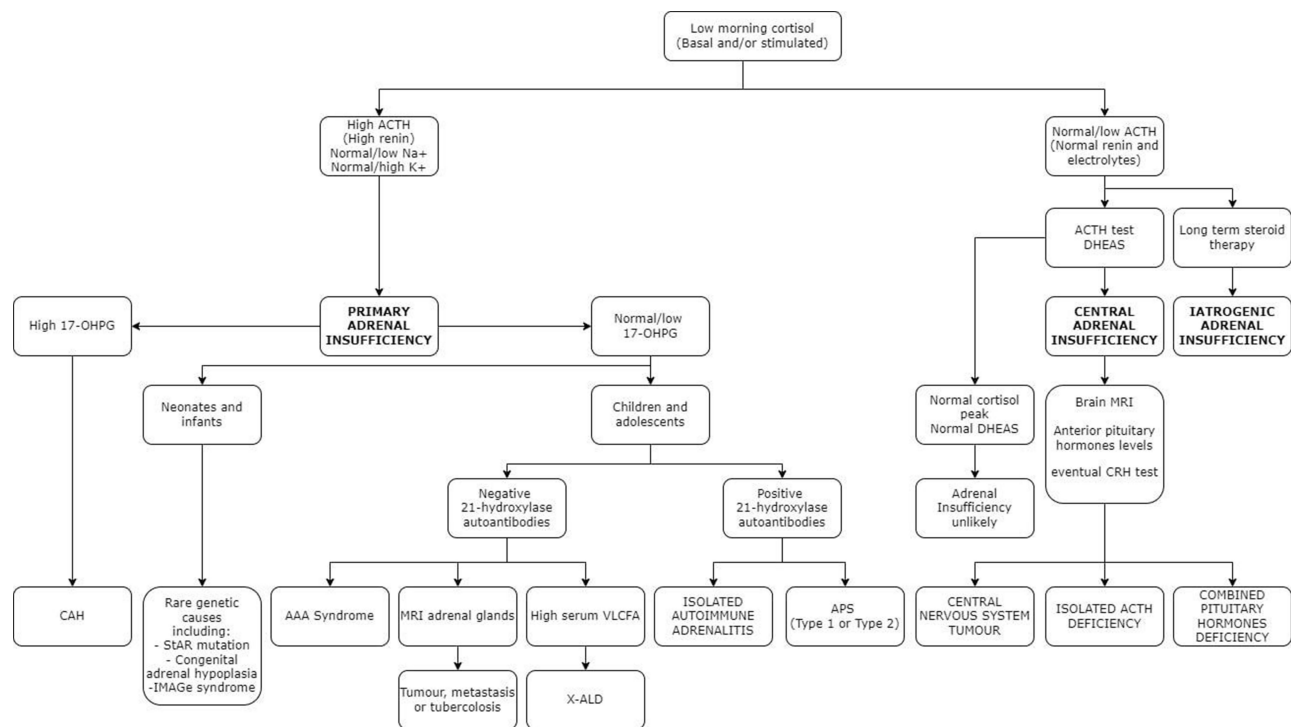 Low morning cortisol
(Basal and/or stimulated)
High ACTH
(High renin)
Normal/low Na+
Normal/high K+
Normal/low ACTH
(Normal renin and
electrolytes)
ACTH test
DHEAS
Long term steroid
therapy
High 17-OHPG
PRIMARY
ADRENAL
INSUFFICIENCY
Normal/low
17-OHPG
CENTRAL
ADRENAL
INSUFFICIENCY
IATROGENIC
ADRENAL
INSUFFICIENCY
Neonates and
infants
Children and
adolescents
Normal cortisol
peak
Normal DHEAS
Brain MRI
Anterior pituitary
hormones levels
eventual CRH test
Negative
21-hydroxylase
autoantibodies
Positive
21-hydroxylase
autoantibodies
Adrenal
Insufficiency
unlikely
CAH
Rare genetic
causes
including:
- StAR mutation
- Congenital
adrenal hypoplasia
-IMAGe syndrome
AAA Syndrome
MRI adrenal glands
High serum VLCFA
ISOLATED
AUTOIMMUNE
ADRENALITIS
APS
(Type 1 or Type 2)
CENTRAL
NERVOUS SYSTEM
TUMOUR
ISOLATED ACTH
DEFICIENCY
COMBINED
PITUITARY
HORMONES
DEFICIENCY
Tumour, metastasis
or tubercolosis
X-ALD